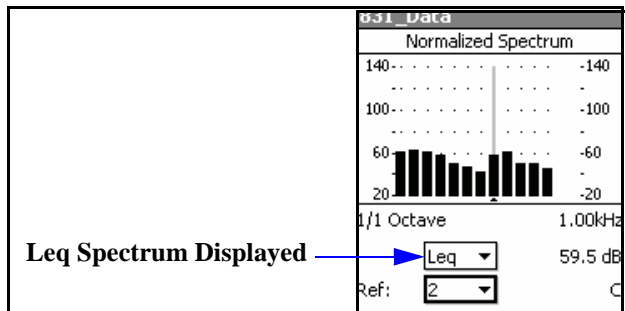 831_Data
Normalized Spectrum
140 -140
100 -100
60 -60
20 -20
1/1 Octave 1.00kHz
Leq Spectrum Displayed Leq 59.5 dB
Ref: 2 C